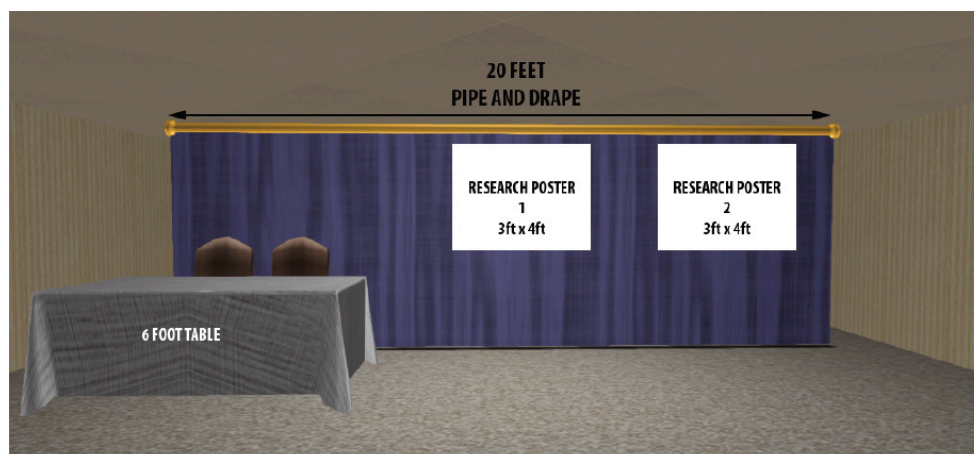 20 FEET
PIPE AND DRAPE
RESEARCH POSTER
1
3ft x 4ft
RESEARCH POSTER
2
3ft x 4ft
6 FOOT TABLE